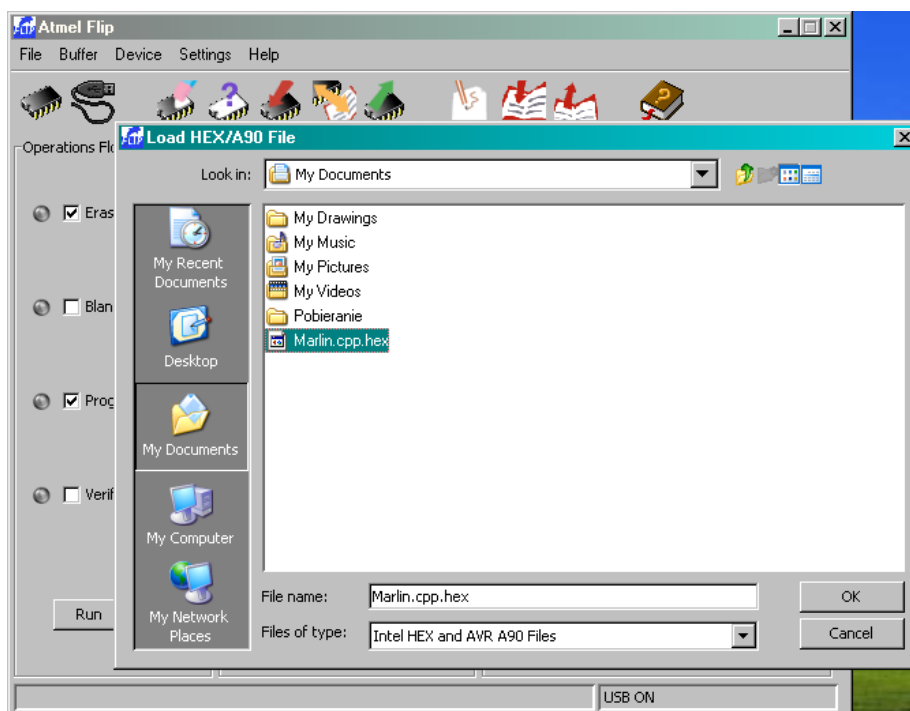 Atmel Flip
File Buffer Device Settings Help
Load HEX/A90 File
Operations Fl
Look in: My Documents
Eras
Blan
Prog
Verif
Run
My Recent
Documents
Desktop
My Documents
My Computer
My Network
Places
My Drawings
My Music
My Pictures
My Videos
Pobieranie
Marlin.cpp.hex
File name: Marlin.cpp.hex OK
Files of type: Intel HEX and AVR A90 Files Cancel
USB ON